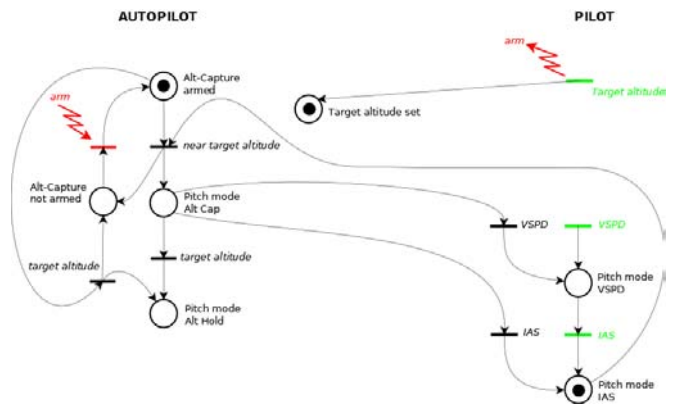 AUTOPILOT
PILOT
arm
Alt-Capture
armed
Target altitude
Target altitude set
arm
near target altitude
Alt-Capture
not armed
Pitch mode
Alt Cap
VSPD
VSPD
target altitude
target altitude
Pitch mode
VSPD
Pitch mode
Alt Hold
IAS
IAS
Pitch mode
IAS